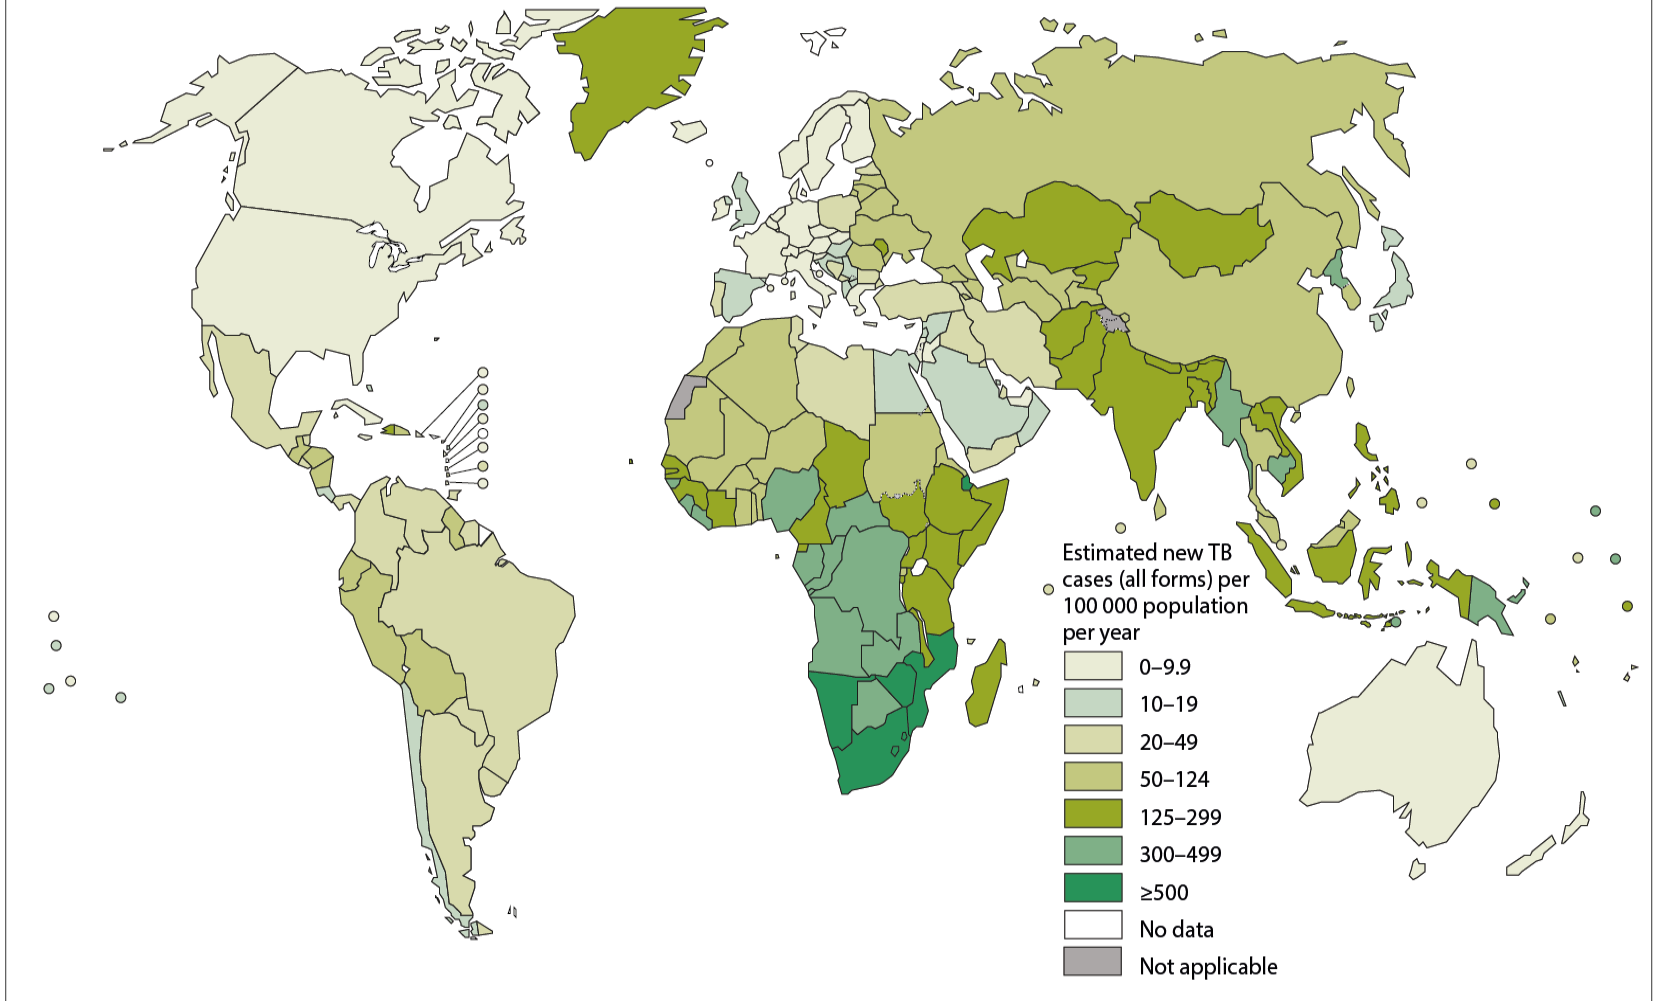 Estimated new TB
cases (all forms) per
100 000 population
per year
0–9.9
10–19
20–49
50–124
125–299
300–499
≥500
No data
Not applicable